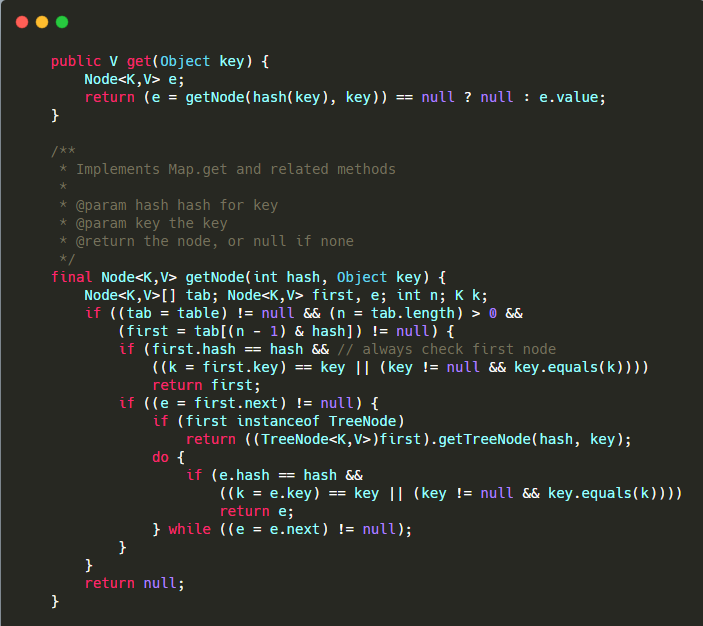 public V get(Object key) {
        Node<K,V> e;
        return (e = getNode(hash(key), key)) == null ? null : e.value;
    }

    /**
     * Implements Map.get and related methods
     *
     * @param hash hash for key
     * @param key the key
     * @return the node, or null if none
     */
    final Node<K,V> getNode(int hash, Object key) {
        Node<K,V>[] tab; Node<K,V> first, e; int n; K k;
        if ((tab = table) != null && (n = tab.length) > 0 &&
            (first = tab[(n - 1) & hash]) != null) {
            if (first.hash == hash && // always check first node
                ((k = first.key) == key || (key != null && key.equals(k))))
                return first;
            if ((e = first.next) != null) {
                if (first instanceof TreeNode)
                    return ((TreeNode<K,V>)first).getTreeNode(hash, key);
                do {
                    if (e.hash == hash &&
                        ((k = e.key) == key || (key != null && key.equals(k))))
                        return e;
                } while ((e = e.next) != null);
            }
        }
        return null;
    }